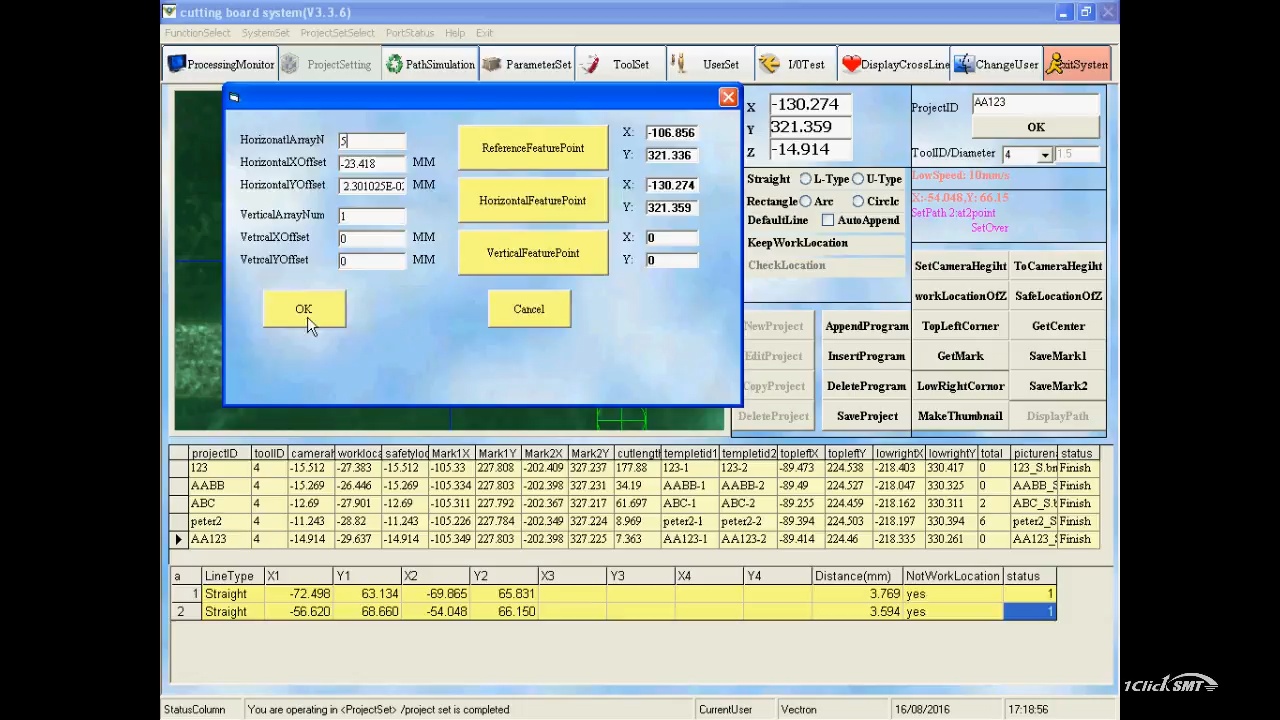 cutting board system(V3.3.6)
FunctionSelect SystemSet ProjectSetSelect PortStatus Help Exit
ProcessingMonitor ProjectSetting PathSimulation ParameterSet ToolSet UserSet I/0Test DisplayCrossLine ChangeUser ExitSystem
HorizonatlArrayN 5
HorizontalXOffset -23.418 MM
HorizontalYOffset 2.301025E-02
VerticalArrayNum 1
VetrcalXOffset 0 MM
VetrcalYOffset 0 MM
ReferenceFeaturePoint X: -106.856
Y: 321.336
HorizontalFeaturePoint X: -130.274
Y: 321.359
VerticalFeaturePoint X: 0
Y: 0
OK Cancel
X -130.274
Y 321.359
Z -14.914
ProjectID AA123
OK
ToolID/Diameter 4 1.5
Straight L-Type U-Type
Rectangle Arc Circle
DefaultLine AutoAppend
KeepWorkLocation
CheckLocation
LowSpeed: 10mm/s
X:-54.048,Y: 66.15
SetPath 2:at2point
SetOver
SetCameraHegiht ToCameraHegiht
workLocationOfZ SafeLocationOfZ
NewProject AppendProgram TopLeftCorner GetCenter
EditProject InsertProgram GetMark SaveMark1
CopyProject DeleteProgram LowRightCornor SaveMark2
DeleteProject SaveProject MakeThumbnail DisplayPath
projectID toolID cameraH workloca safetyloc Mark1X Mark1Y Mark2X Mark2Y cutlength templetid1 templetid2 topleftX topleftY lowrightX lowrightY total picturena status
123 4 -15.512 -27.383 -15.512 -105.33 227.808 -202.409 327.237 177.88 123-1 123-2 -89.473 224.538 -218.403 330.417 0 123_S.br Finish
AABB 4 -15.269 -26.446 -15.269 -105.334 227.803 -202.398 327.231 34.19 AABB-1 AABB-2 -89.49 224.527 -218.047 330.325 0 AABB_S Finish
ABC 4 -12.69 -27.901 -12.69 -105.311 227.792 -202.367 327.237 61.697 ABC-1 ABC-2 -89.255 224.459 -218.160 330.311 2 ABC_S.b Finish
peter2 4 -11.243 -28.82 -11.243 -105.226 227.784 -202.349 327.224 8.969 peter2-1 peter2-2 -89.394 224.503 -218.197 330.394 6 peter2_S Finish
AA123 4 -14.914 -29.637 -14.914 -105.349 227.803 -202.398 327.225 7.363 AA123-1 AA123-2 -89.414 224.46 -218.335 330.261 0 AA123_S Finish
a LineType X1 Y1 X2 Y2 X3 Y3 X4 Y4 Distance(mm) NotWorkLocation status
1 Straight -72.498 63.134 -69.865 65.831 3.769 yes 1
2 Straight -56.620 68.660 -54.048 66.150 3.594 yes 1
1Click SMT
StatusColumn You are operating in <ProjectSet> /project set is completed CurrentUser Vectron 16/08/2016 17:18:56